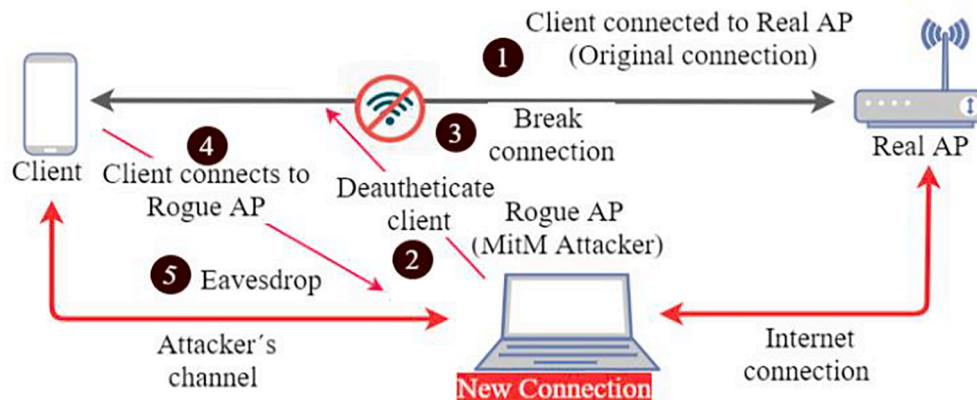 Client connected to Real AP
(Original connection)
1
Break
connection
3
Real AP
Client
4
Client connects to
Rogue AP
Deautheticate
client
2
Rogue AP
(MitM Attacker)
5 Eavesdrop
Attacker´s
channel
Internet
connection
New Connection